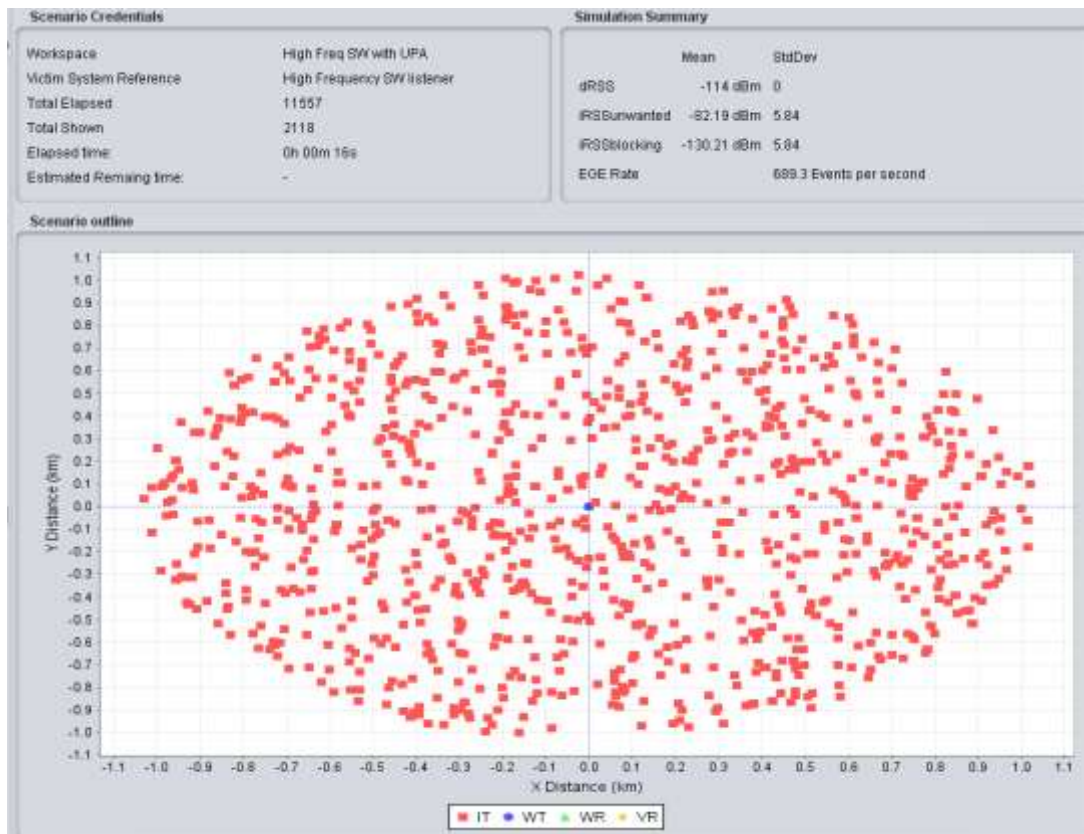 Scenario Credentials
Workspace High Freq SW with UPA
Victim System Reference High Frequency SW listener
Total Elapsed 11557
Total Shown 2118
Elapsed time: 0h 00m 16s
Estimated Remaing time: -
Simulation Summary
Mean StdDev
dRSS -114 dBm 0
iRSSunwanted -82.19 dBm 5.84
iRSSblocking -130.21 dBm 5.84
EGE Rate 689.3 Events per second
Scenario outline
1.1
1.0
0.9
0.8
0.7
0.6
0.5
0.4
0.3
0.2
0.1
0.0
-0.1
-0.2
-0.3
-0.4
-0.5
-0.6
-0.7
-0.8
-0.9
-1.0
-1.1
Y Distance (km)
-1.1 -1.0 -0.9 -0.8 -0.7 -0.6 -0.5 -0.4 -0.3 -0.2 -0.1 0.0 0.1 0.2 0.3 0.4 0.5 0.6 0.7 0.8 0.9 1.0 1.1
X Distance (km)
IT WT WR VR